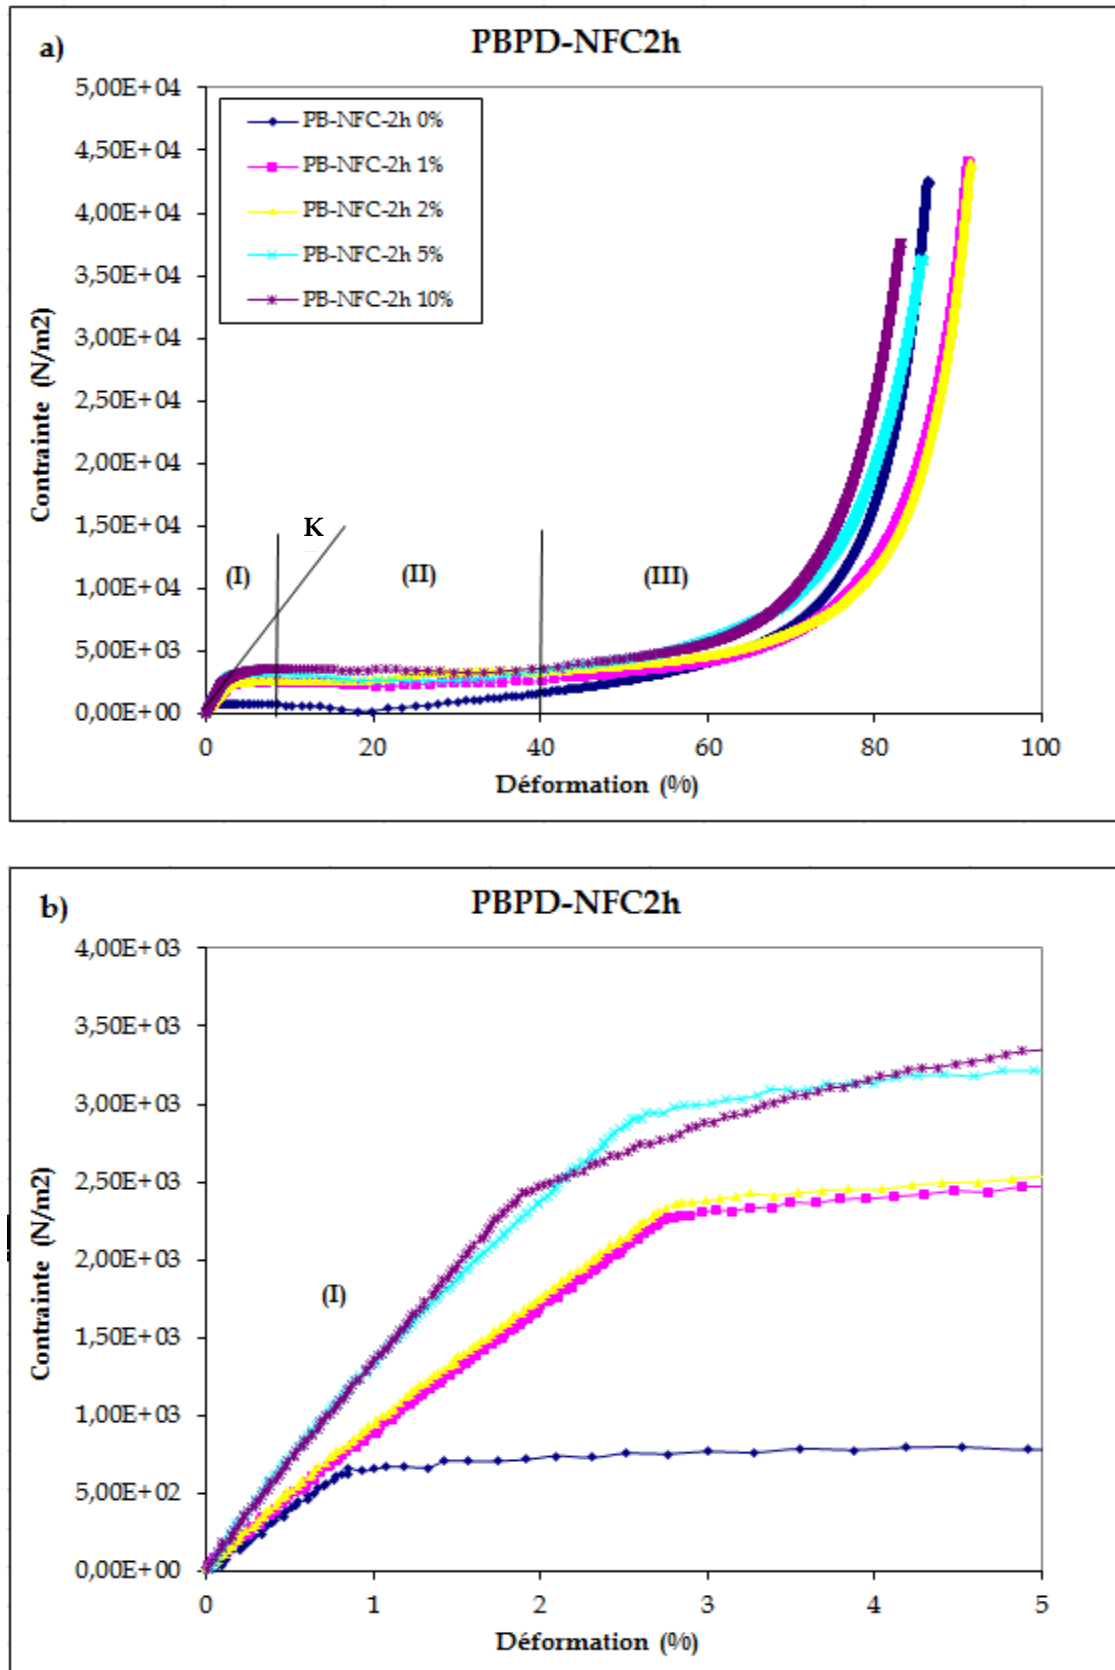 a)
PBPD-NFC2h
5,00E+04
4,50E+04
4,00E+04
3,50E+04
3,00E+04
2,50E+04
2,00E+04
1,50E+04
1,00E+04
5,00E+03
0,00E+00
Contrainte (N/m2)
PB-NFC-2h 0%
PB-NFC-2h 1%
PB-NFC-2h 2%
PB-NFC-2h 5%
PB-NFC-2h 10%
K
(I)
(II)
(III)
0 20 40 60 80 100
Déformation (%)
b)
PBPD-NFC2h
4,00E+03
3,50E+03
3,00E+03
2,50E+03
2,00E+03
1,50E+03
1,00E+03
5,00E+02
0,00E+00
Contrainte (N/m2)
(I)
0 1 2 3 4 5
Déformation (%)